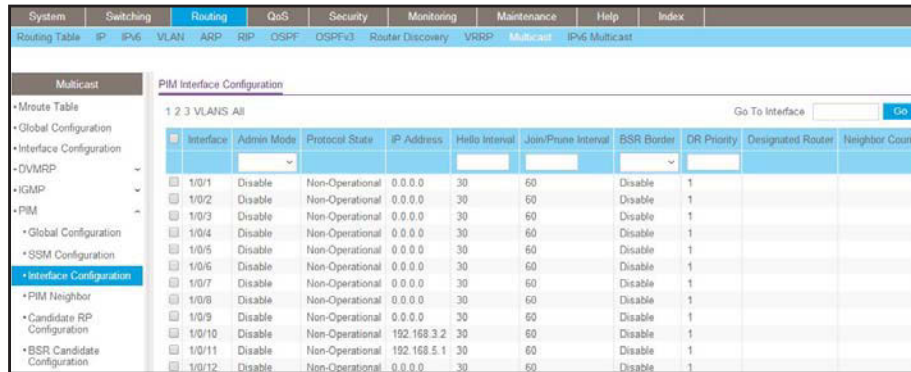 System Switching Routing QoS Security Monitoring Maintenance Help Index
Routing Table IP IPv6 VLAN ARP RIP OSPF OSPFv3 Router Discovery VRRP Multicast IPv6 Multicast
Multicast
• Mroute Table
• Global Configuration
• Interface Configuration
• DVMRP
• IGMP
• PIM
• Global Configuration
• SSM Configuration
• Interface Configuration
• PIM Neighbor
• Candidate RP
Configuration
• BSR Candidate
Configuration
PIM Interface Configuration
1 2 3 VLANS All Go To Interface Go
Interface Admin Mode Protocol State IP Address Hello Interval Join/Prune Interval BSR Border DR Priority Designated Router Neighbor Coun
1/0/1 Disable Non-Operational 0.0.0.0 30 60 Disable 1
1/0/2 Disable Non-Operational 0.0.0.0 30 60 Disable 1
1/0/3 Disable Non-Operational 0.0.0.0 30 60 Disable 1
1/0/4 Disable Non-Operational 0.0.0.0 30 60 Disable 1
1/0/5 Disable Non-Operational 0.0.0.0 30 60 Disable 1
1/0/6 Disable Non-Operational 0.0.0.0 30 60 Disable 1
1/0/7 Disable Non-Operational 0.0.0.0 30 60 Disable 1
1/0/8 Disable Non-Operational 0.0.0.0 30 60 Disable 1
1/0/9 Disable Non-Operational 0.0.0.0 30 60 Disable 1
1/0/10 Disable Non-Operational 192.168.3.2 30 60 Disable 1
1/0/11 Disable Non-Operational 192.168.5.1 30 60 Disable 1
1/0/12 Disable Non-Operational 0.0.0.0 30 60 Disable 1